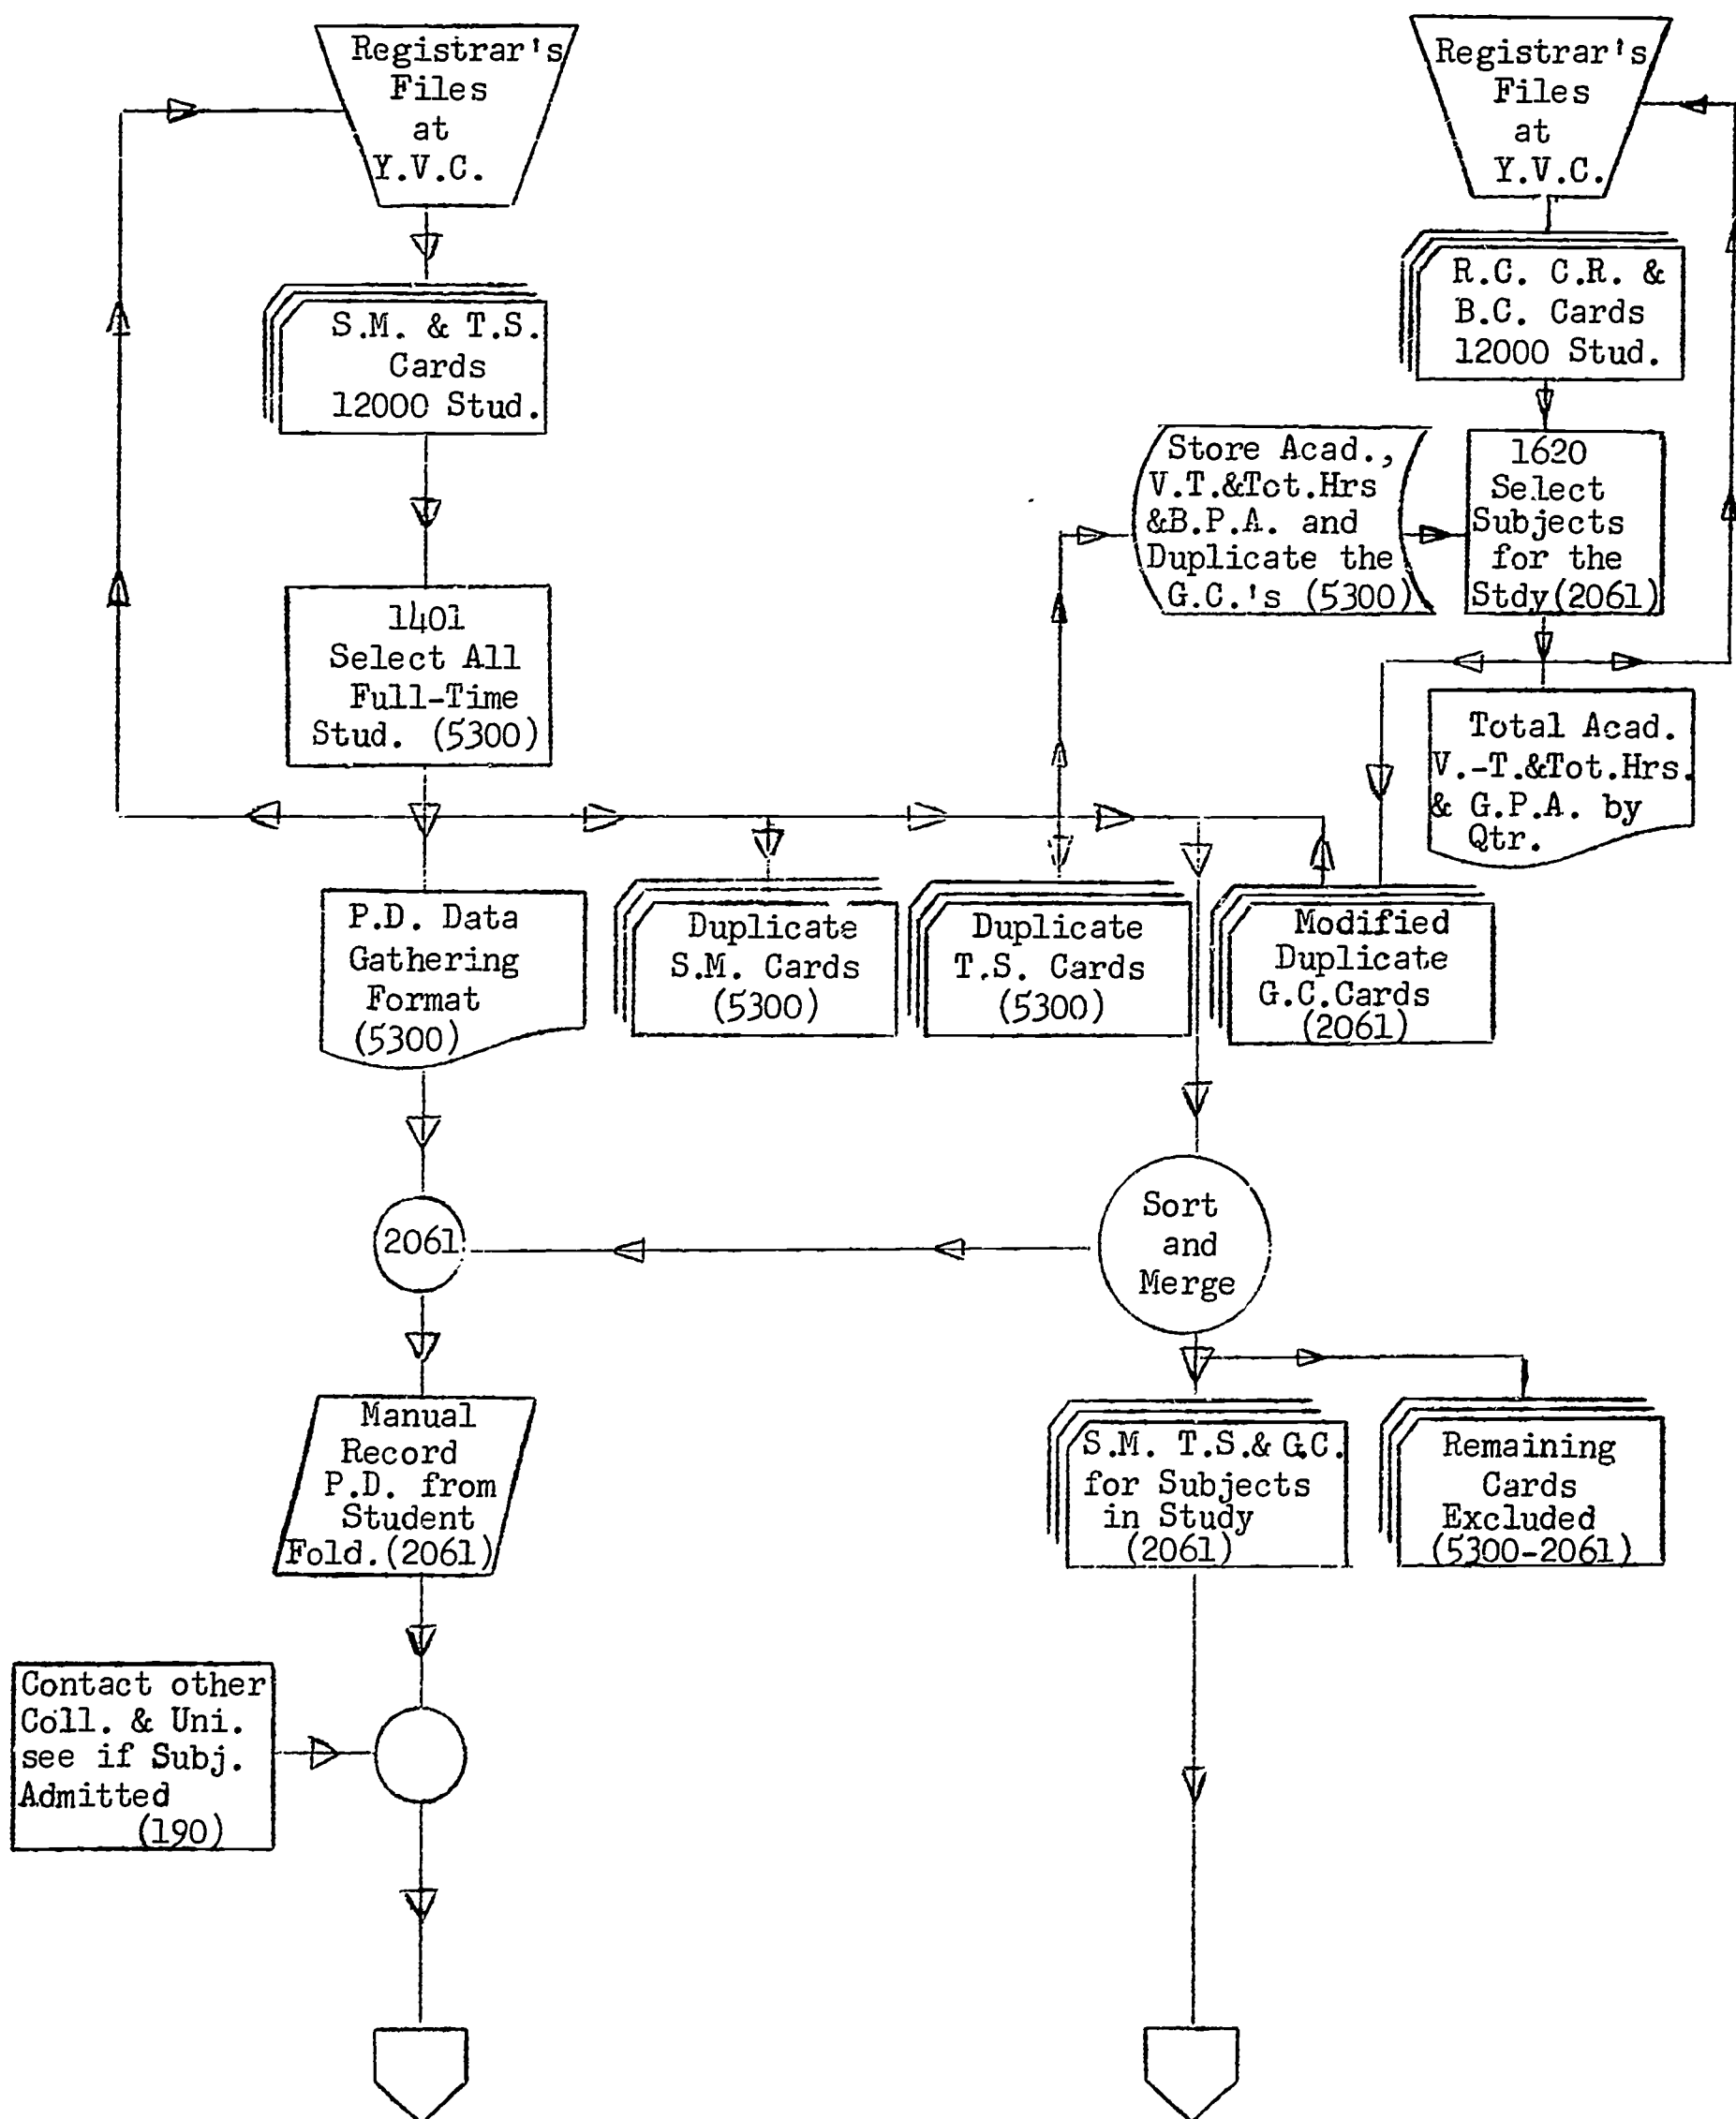 Registrar's
Files
at
Y.V.C.
Registrar's
Files
at
Y.V.C.
S.M. & T.S.
Cards
12000 Stud.
R.C. C.R. &
B.C. Cards
12000 Stud.
Store Acad.,
V.T.&Tot.Hrs
&B.P.A. and
Duplicate the
G.C.'s (5300)
1620
Select
Subjects
for the
Stdy(2061)
1401
Select All
Full-Time
Stud. (5300)
Total Acad.
V.-T.&Tot.Hrs.
& G.P.A. by
Qtr.
P.D. Data
Gathering
Format
(5300)
Duplicate
S.M. Cards
(5300)
Duplicate
T.S. Cards
(5300)
Modified
Duplicate
G.C.Cards
(2061)
2061
Sort
and
Merge
Manual
Record
P.D. from
Student
Fold.(2061)
S.M. T.S.& G.C.
for Subjects
in Study
(2061)
Remaining
Cards
Excluded
(5300-2061)
Contact other
Coll. & Uni.
see if Subj.
Admitted
(190)